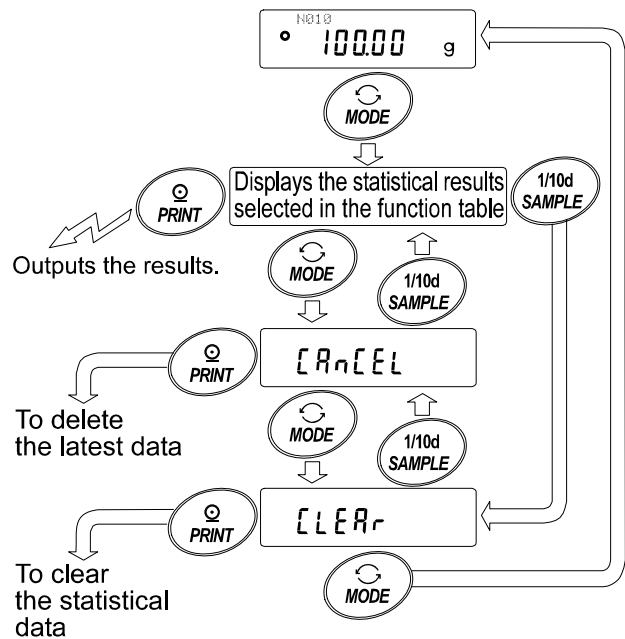 N010
100.00 g
MODE
PRINT
Displays the statistical results
selected in the function table
1/10d
SAMPLE
Outputs the results.
MODE
1/10d
SAMPLE
PRINT
CAnCEL
To delete
the latest data
MODE
1/10d
SAMPLE
PRINT
CLEAr
To clear
the statistical
data
MODE